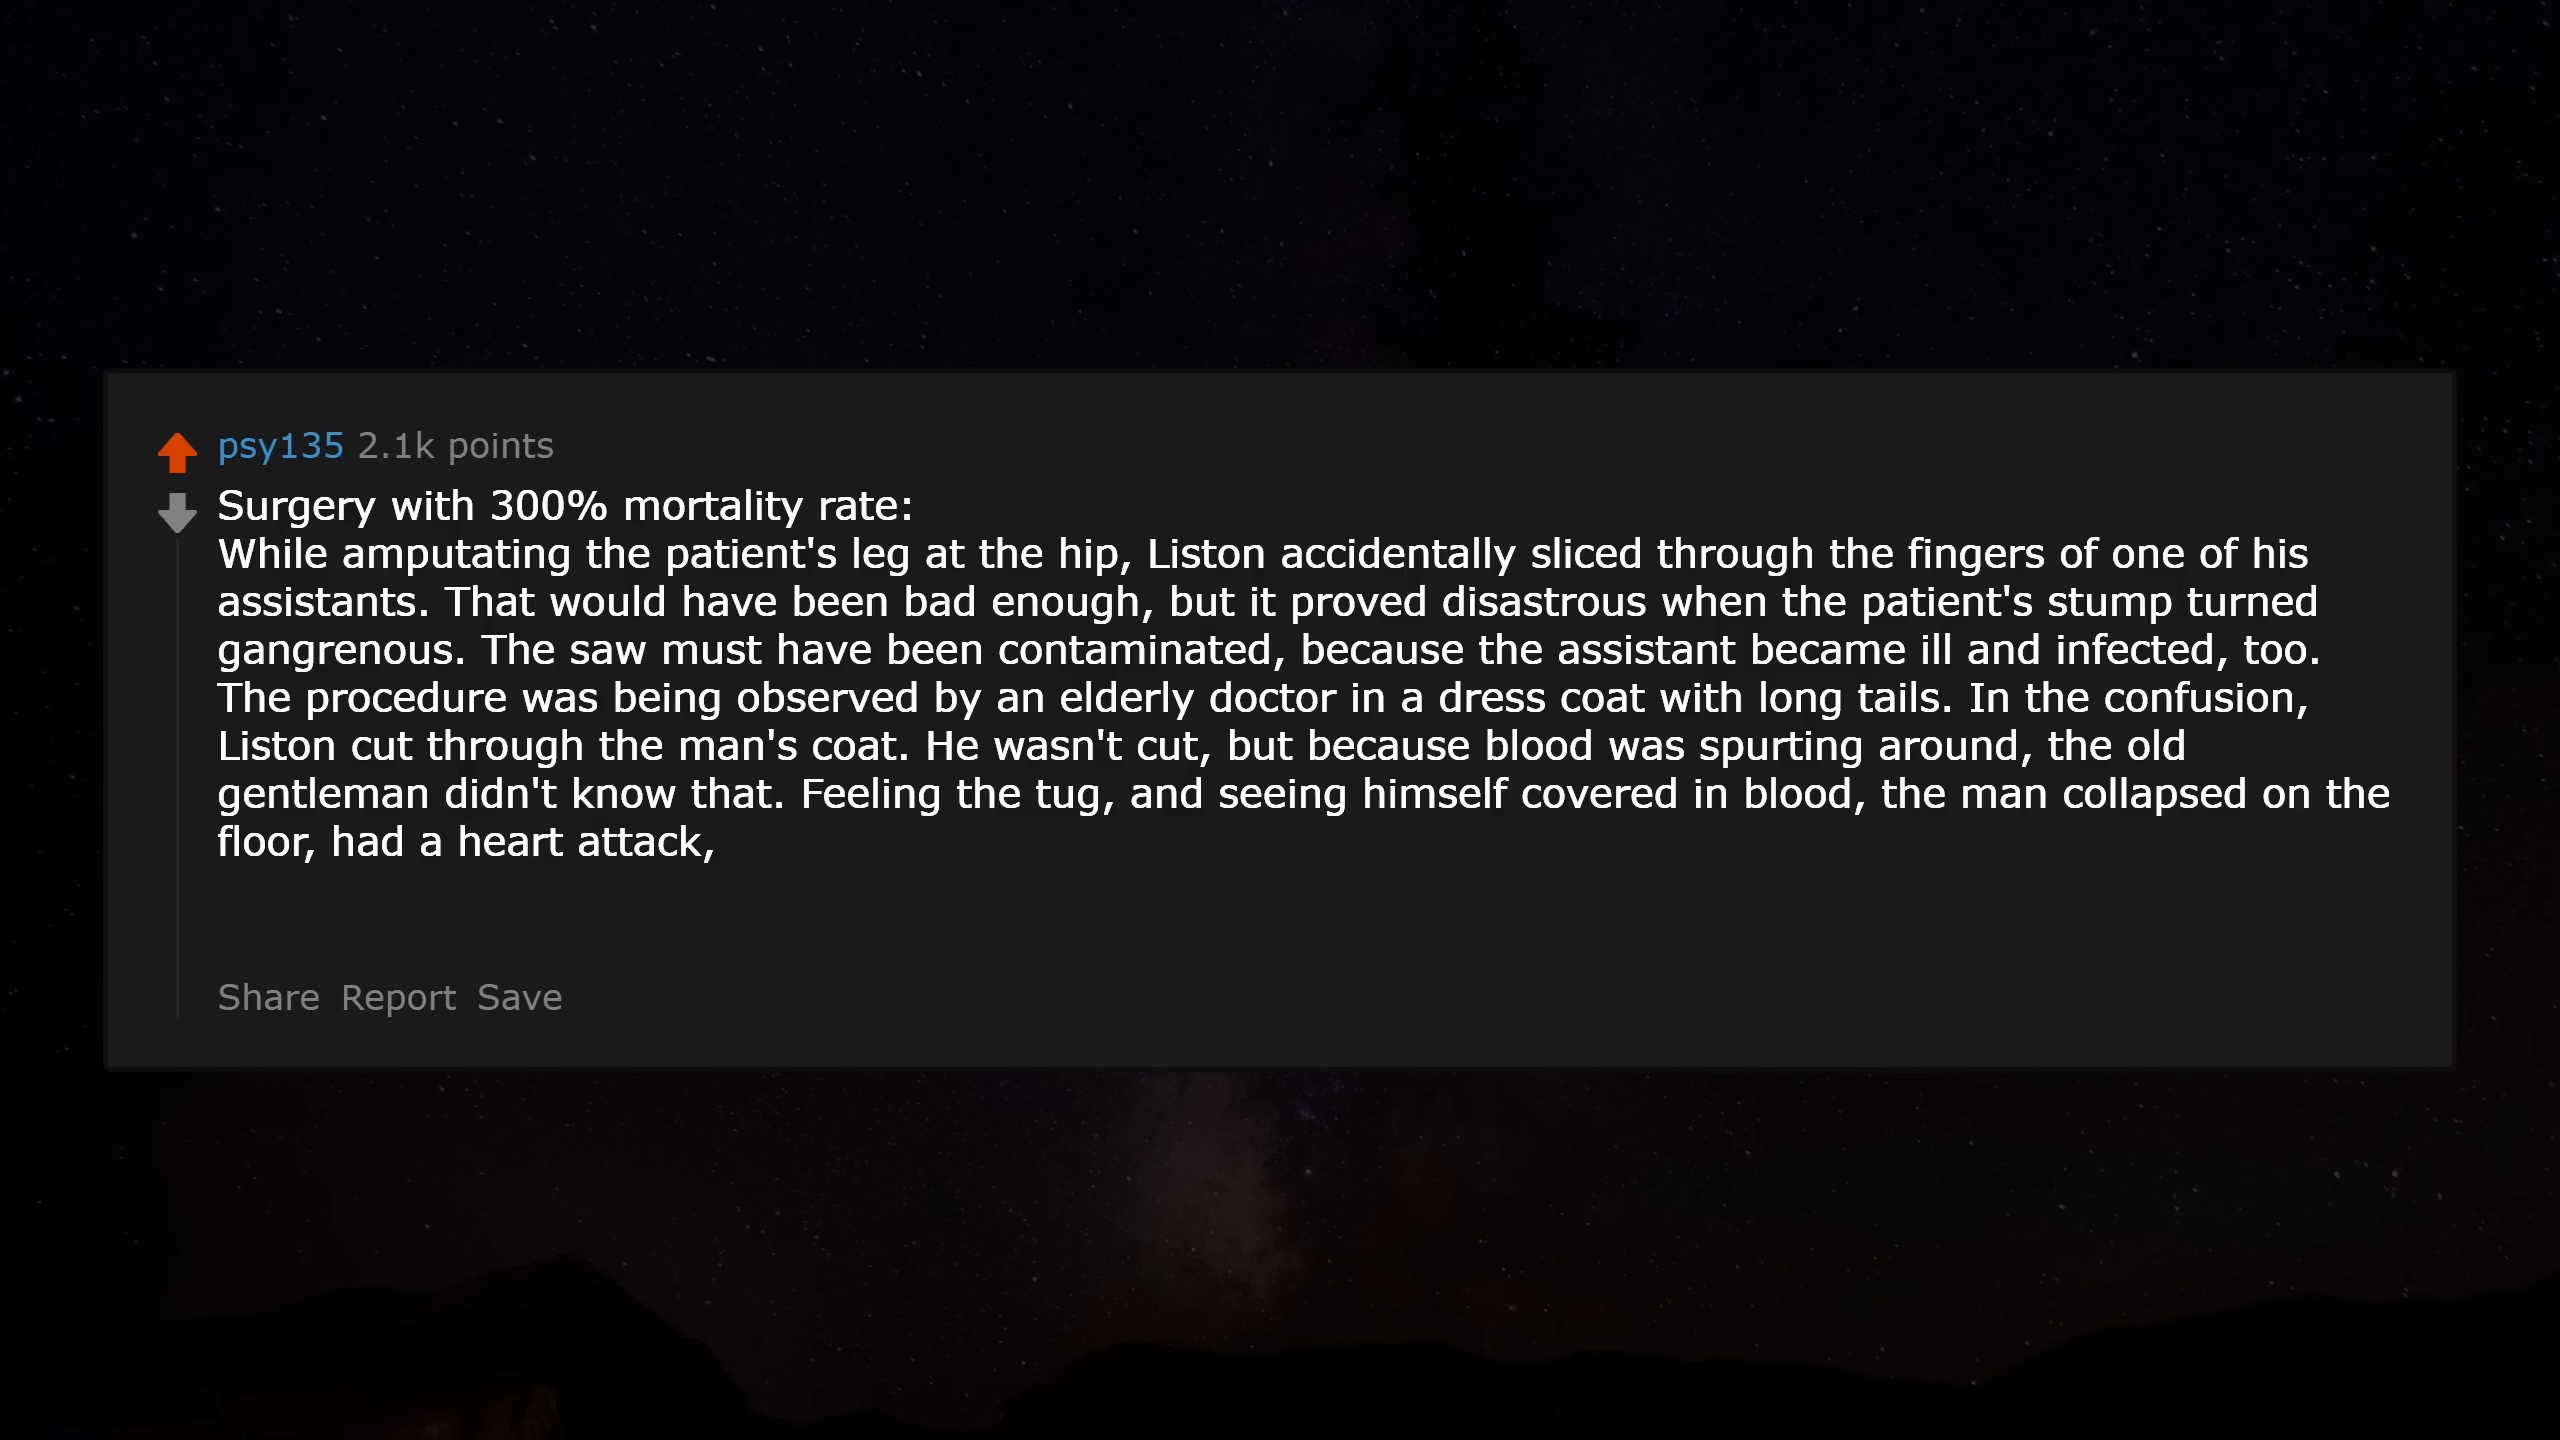 psy135 2.1k points
Surgery with 300% mortality rate:
While amputating the patient's leg at the hip, Liston accidentally sliced through the fingers of one of his
assistants. That would have been bad enough, but it proved disastrous when the patient's stump turned
gangrenous. The saw must have been contaminated, because the assistant became ill and infected, too.
The procedure was being observed by an elderly doctor in a dress coat with long tails. In the confusion,
Liston cut through the man's coat. He wasn't cut, but because blood was spurting around, the old
gentleman didn't know that. Feeling the tug, and seeing himself covered in blood, the man collapsed on the
floor, had a heart attack,
Share Report Save